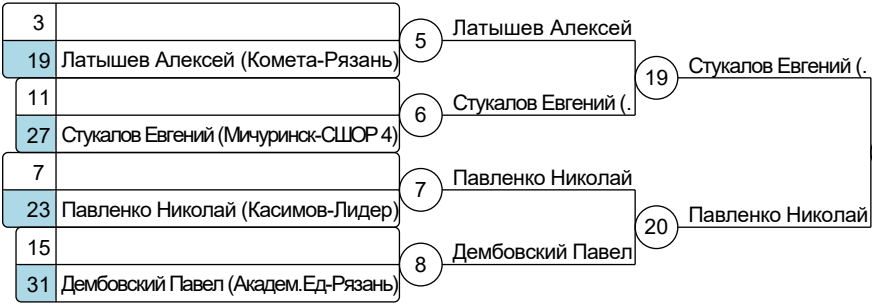 3
19 Латышев Алексей (Комета-Рязань)
5
Латышев Алексей
11
27 Стукалов Евгений (Мичуринск-СШОР 4)
6
Стукалов Евгений (.
19
Стукалов Евгений (.
7
23 Павленко Николай (Касимов-Лидер)
7
Павленко Николай
15
31 Дембовский Павел (Академ.Ед-Рязань)
8
Дембовский Павел
20
Павленко Николай